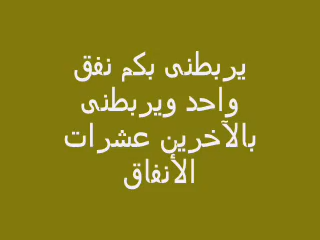 يربطنى بكم نفق
واحد ويربطنى
بالآخرين عشرات
الأنفاق